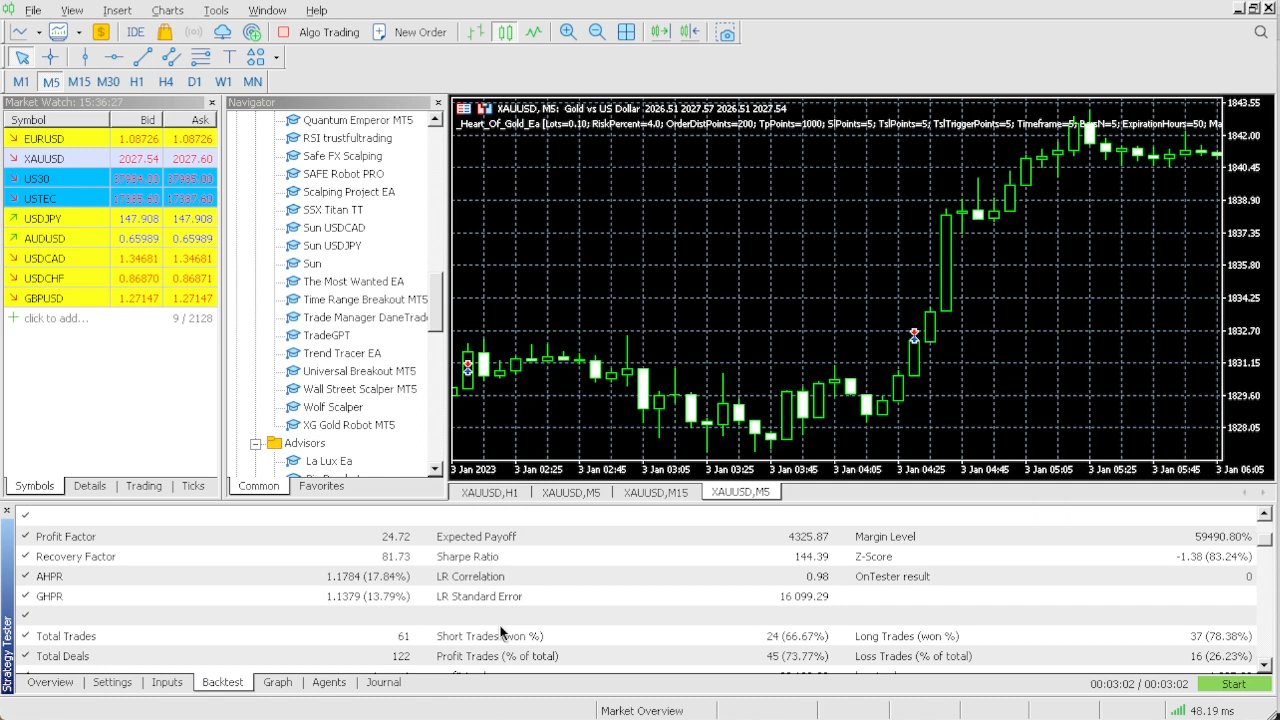 File View Insert Charts Tools Window Help
IDE Algo Trading New Order
M1 M5 M15 M30 H1 H4 D1 W1 MN
Market Watch: 15:36:27
Symbol Bid Ask
EURUSD 1.08726 1.08726
XAUUSD 2027.54 2027.60
US30 37984.00 37985.00
USTEC
USDJPY 147.908 147.908
AUDUSD 0.65989 0.65989
USDCAD 1.34681 1.34681
USDCHF 0.86870 0.86871
GBPUSD 1.27147 1.27147
click to add... 9 / 2128
Symbols Details Trading Ticks
Navigator
Quantum Emperor MT5
RSI trustfultrading
Safe FX Scalping
SAFE Robot PRO
Scalping Project EA
SSX Titan TT
Sun USDCAD
Sun USDJPY
Sun
The Most Wanted EA
Time Range Breakout MT5
Trade Manager DaneTrade
TradeGPT
Trend Tracer EA
Universal Breakout MT5
Wall Street Scalper MT5
Wolf Scalper
XG Gold Robot MT5
Advisors
La Lux Ea
Common Favorites
XAUUSD, M5: Gold vs US Dollar 2026.51 2027.57 2026.51 2027.54
_Heart_Of_Gold_Ea [Lots=0.10; RiskPercent=4.0; OrderDistPoints=200; TpPoints=1000; SlPoints=5; TslPoints=5; TslTriggerPoints=5; Timeframe=5; BarsN=5; ExpirationHours=50; Ma
1843.55
1842.00
1840.45
1838.90
1837.35
1835.80
1834.25
1832.70
1831.15
1829.60
1828.05
3 Jan 2023 3 Jan 02:25 3 Jan 02:45 3 Jan 03:05 3 Jan 03:25 3 Jan 03:45 3 Jan 04:05 3 Jan 04:25 3 Jan 04:45 3 Jan 05:05 3 Jan 05:25 3 Jan 05:45 3 Jan 06:05
XAUUSD,H1 XAUUSD,M5 XAUUSD,M15 XAUUSD,M5
Strategy Tester
Profit Factor 24.72 Expected Payoff 4325.87 Margin Level 59490.80%
Recovery Factor 81.73 Sharpe Ratio 144.39 Z-Score -1.38 (83.24%)
AHPR 1.1784 (17.84%) LR Correlation 0.98 OnTester result 0
GHPR 1.1379 (13.79%) LR Standard Error 16 099.29
Total Trades 61 Short Trades (won %) 24 (66.67%) Long Trades (won %) 37 (78.38%)
Total Deals 122 Profit Trades (% of total) 45 (73.77%) Loss Trades (% of total) 16 (26.23%)
Overview Settings Inputs Backtest Graph Agents Journal 00:03:02 / 00:03:02 Start
Market Overview 48.19 ms